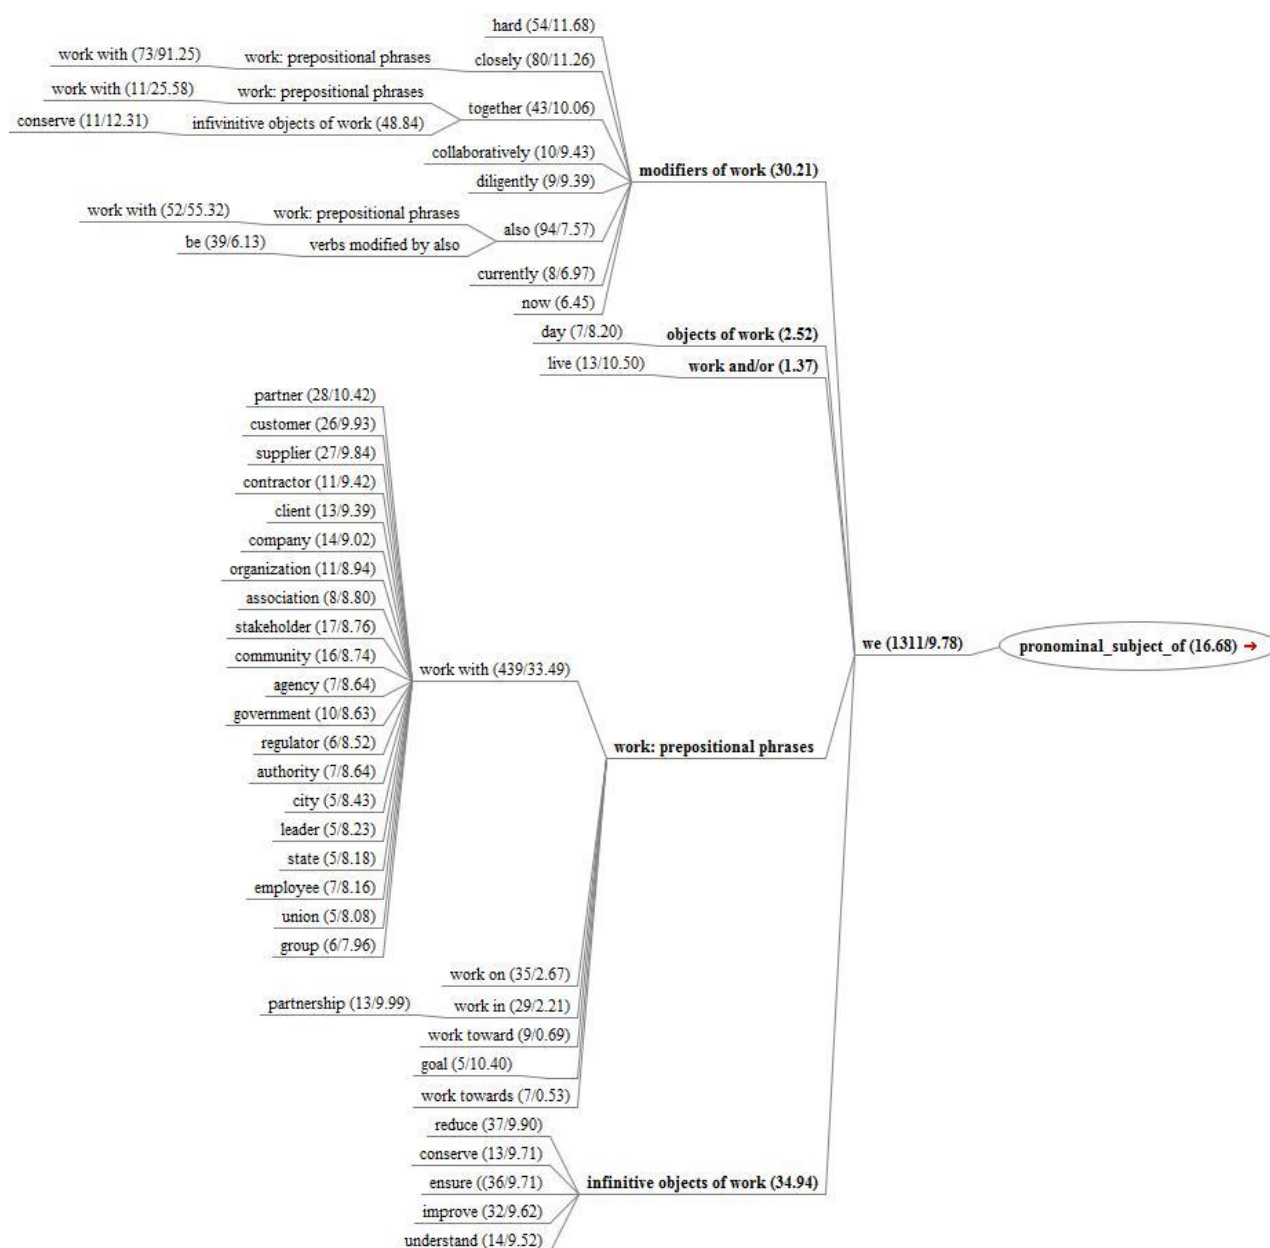 hard (54/11.68)
work with (73/91.25)
work: prepositional phrases
closely (80/11.26)
work with (11/25.58)
work: prepositional phrases
together (43/10.06)
conserve (11/12.31)
infivinitive objects of work (48.84)
collaboratively (10/9.43)
modifiers of work (30.21)
diligently (9/9.39)
work with (52/55.32)
work: prepositional phrases
also (94/7.57)
be (39/6.13)
verbs modified by also
currently (8/6.97)
now (6.45)
day (7/8.20)
objects of work (2.52)
live (13/10.50)
work and/or (1.37)
partner (28/10.42)
customer (26/9.93)
supplier (27/9.84)
contractor (11/9.42)
client (13/9.39)
company (14/9.02)
organization (11/8.94)
association (8/8.80)
stakeholder (17/8.76)
community (16/8.74)
agency (7/8.64)
government (10/8.63)
regulator (6/8.52)
authority (7/8.64)
city (5/8.43)
leader (5/8.23)
state (5/8.18)
employee (7/8.16)
union (5/8.08)
group (6/7.96)
work with (439/33.49)
we (1311/9.78)
pronominal_subject_of (16.68) →
work: prepositional phrases
work on (35/2.67)
partnership (13/9.99)
work in (29/2.21)
work toward (9/0.69)
goal (5/10.40)
work towards (7/0.53)
reduce (37/9.90)
conserve (13/9.71)
ensure ((36/9.71)
infinitive objects of work (34.94)
improve (32/9.62)
understand (14/9.52)